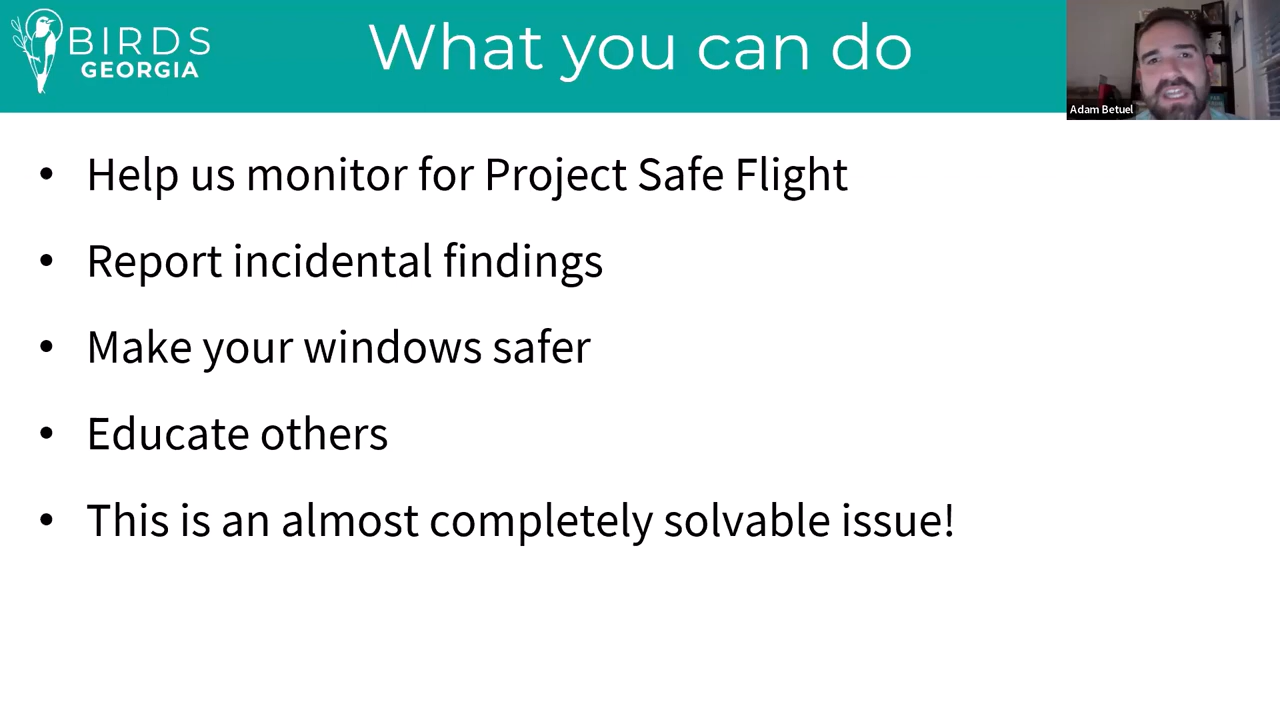 BIRDS
GEORGIA
What you can do
Adam Betuel
• Help us monitor for Project Safe Flight
• Report incidental findings
• Make your windows safer
• Educate others
• This is an almost completely solvable issue!